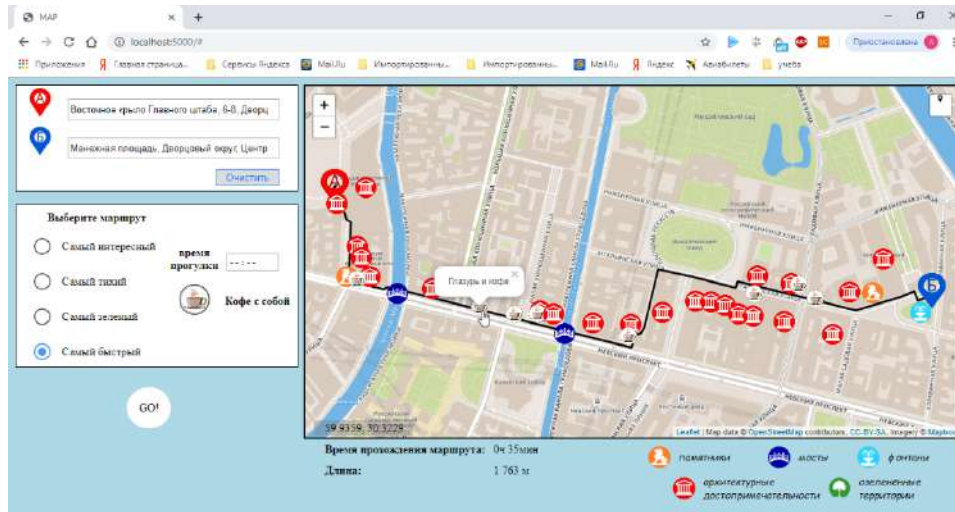 MAP
localhost:5000/#
Приостановлена
Приложения
Главная страница...
Сервисы Яндекса
Mail.Ru
Импортированны...
Импортированны...
Mail.Ru
Яндекс
Авиабилеты
учеба
А
Восточное крыло Главного штаба, 6-8, Дворц
Б
Манежная площадь, Дворцовый округ, Центр
Очистить
Выберите маршрут
Самый интересный
Самый тихий
Самый зеленый
Самый быстрый
время
прогулки
--:--
Кофе с собой
GO!
+
−
А
Глазурь и кофе
Б
НЕВСКИЙ ПРОСПЕКТ
НЕВСКИЙ ПРОСПЕКТ
59.9359, 30.3229
Leaflet | Map data © OpenStreetMap contributors, CC-BY-SA, Imagery © Mapbox
Время прохождения маршрута: 0ч 35мин
Длина: 1 763 м
памятники
мосты
фонтаны
архитектурные
достопримечательности
озелененные
территории